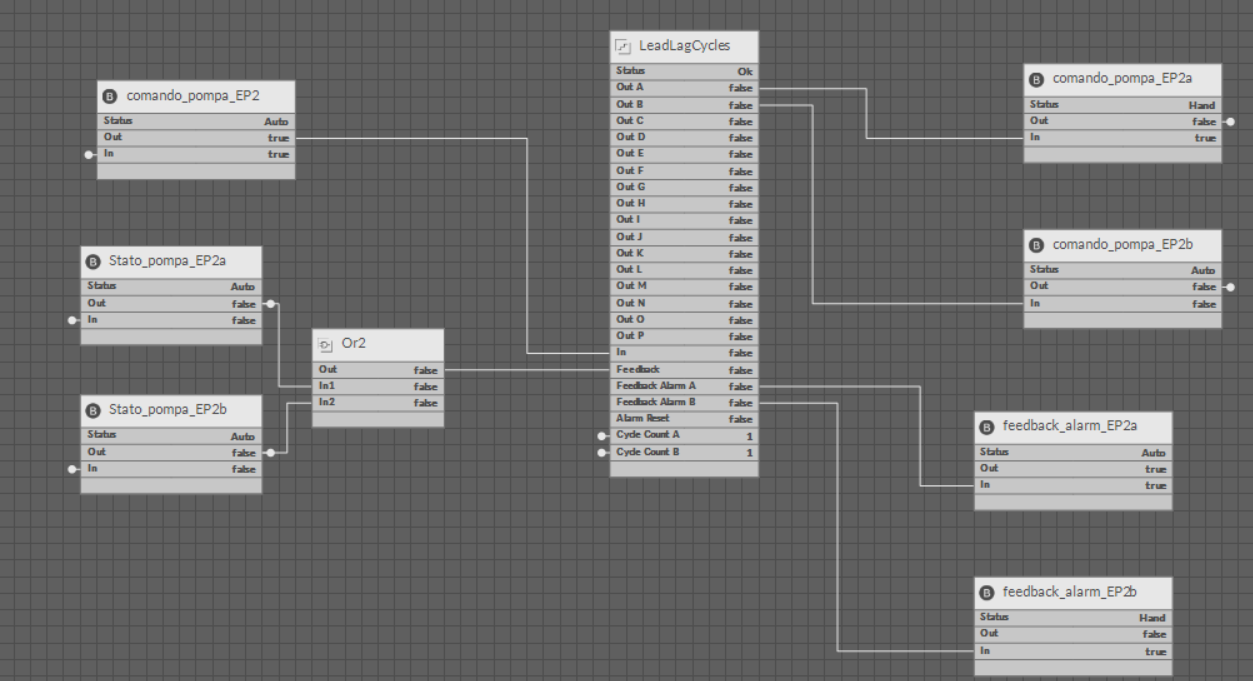 comando_pompa_EP2
Status Auto
Out true
In true
Stato_pompa_EP2a
Status Auto
Out false
In false
Stato_pompa_EP2b
Status Auto
Out false
In false
Or2
Out false
In1 false
In2 false
LeadLagCycles
Status Ok
Out A false
Out B false
Out C false
Out D false
Out E false
Out F false
Out G false
Out H false
Out I false
Out J false
Out K false
Out L false
Out M false
Out N false
Out O false
Out P false
In false
Feedback false
Feedback Alarm A false
Feedback Alarm B false
Alarm Reset false
Cycle Count A 1
Cycle Count B 1
comando_pompa_EP2a
Status Hand
Out false
In true
comando_pompa_EP2b
Status Auto
Out false
In false
feedback_alarm_EP2a
Status Auto
Out true
In true
feedback_alarm_EP2b
Status Hand
Out false
In true